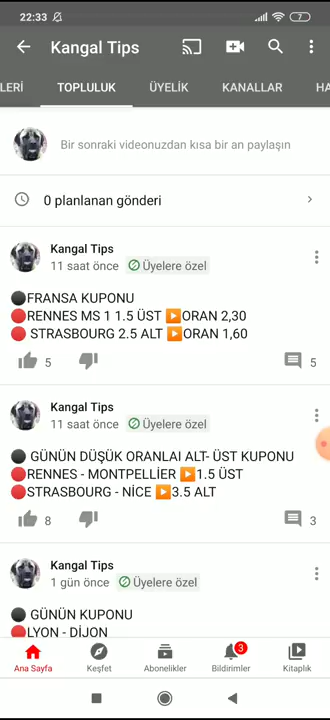 22:33
7
Kangal Tips
LERİ
TOPLULUK
ÜYELİK
KANALLAR
HA
Bir sonraki videonuzdan kısa bir an paylaşın
0 planlanan gönderi
Kangal Tips
11 saat önce Üyelere özel
FRANSA KUPONU
RENNES MS 1 1.5 ÜST ORAN 2,30
STRASBOURG 2.5 ALT ORAN 1,60
5
5
Kangal Tips
11 saat önce Üyelere özel
GÜNÜN DÜŞÜK ORANLAI ALT- ÜST KUPONU
RENNES - MONTPELLİER 1.5 ÜST
STRASBOURG - NİCE 3.5 ALT
8
3
Kangal Tips
1 gün önce Üyelere özel
GÜNÜN KUPONU
LYON - DİJON
3
Ana Sayfa
Keşfet
Abonelikler
Bildirimler
Kitaplık